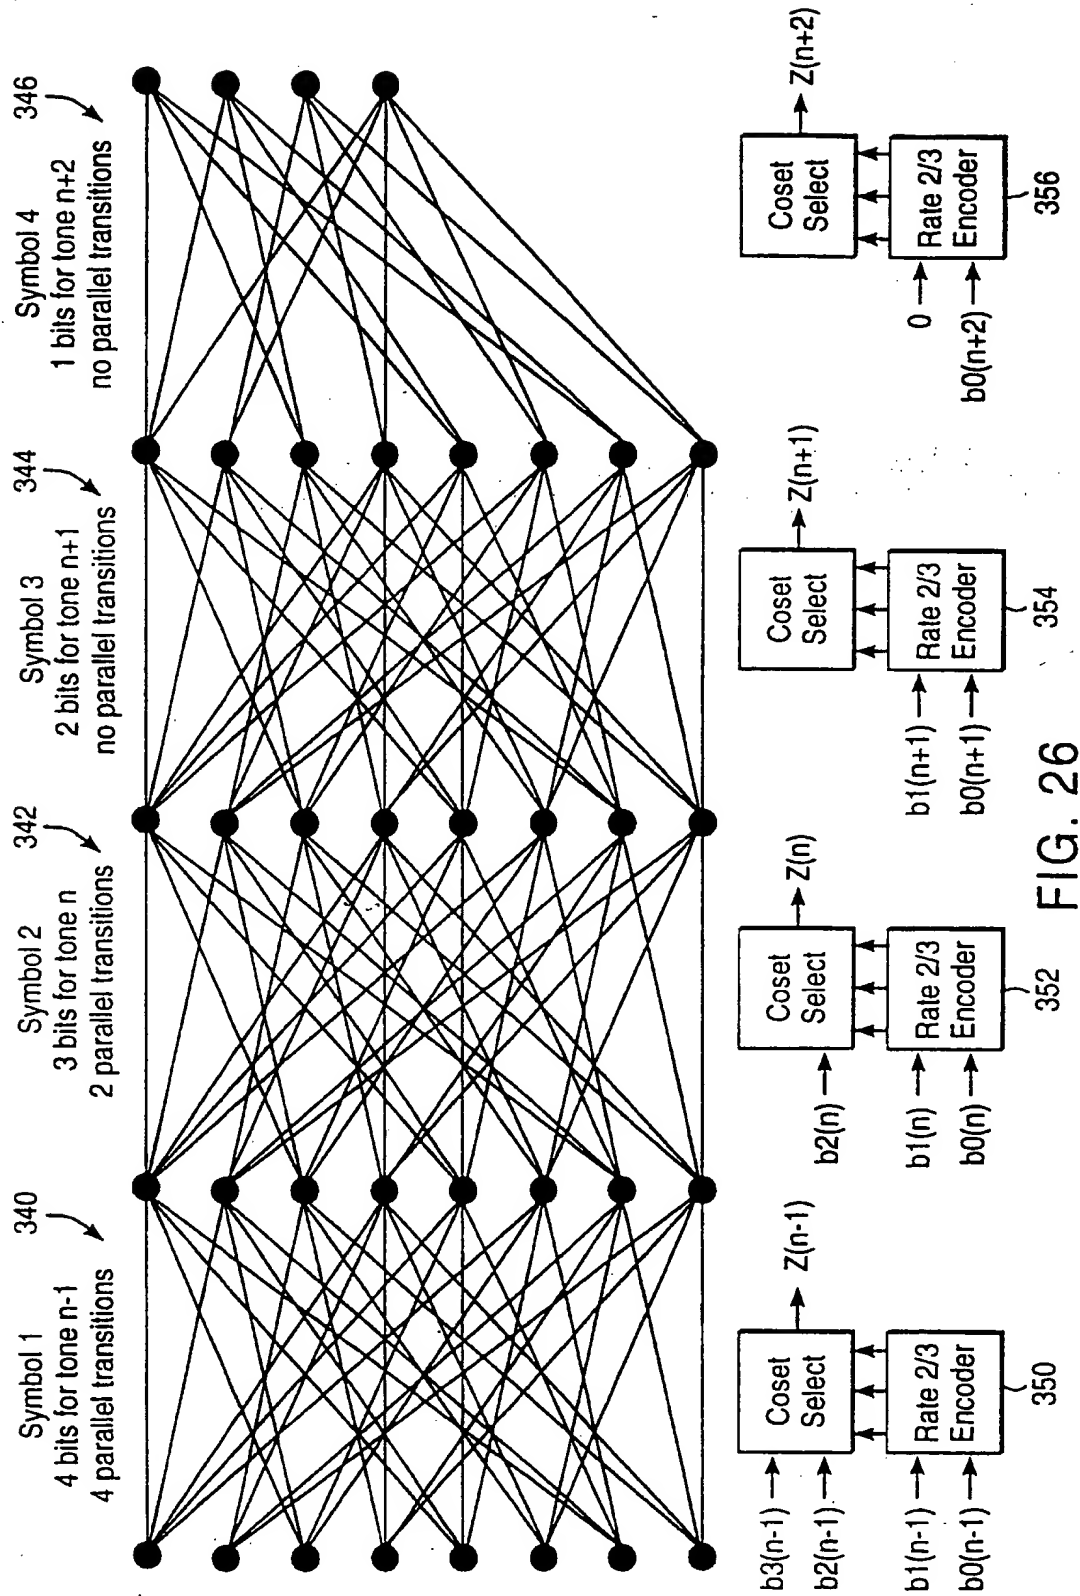 Symbol 1
4 bits for tone n-1
4 parallel transitions
340
Symbol 2
3 bits for tone n
2 parallel transitions
342
Symbol 3
2 bits for tone n+1
no parallel transitions
344
Symbol 4
1 bits for tone n+2
no parallel transitions
346
b3(n-1)
b2(n-1)
Coset
Select
Z(n-1)
b1(n-1)
b0(n-1)
Rate 2/3
Encoder
350
b2(n)
Coset
Select
Z(n)
b1(n)
b0(n)
Rate 2/3
Encoder
352
Coset
Select
Z(n+1)
b1(n+1)
b0(n+1)
Rate 2/3
Encoder
354
Coset
Select
Z(n+2)
0
b0(n+2)
Rate 2/3
Encoder
356
FIG. 26